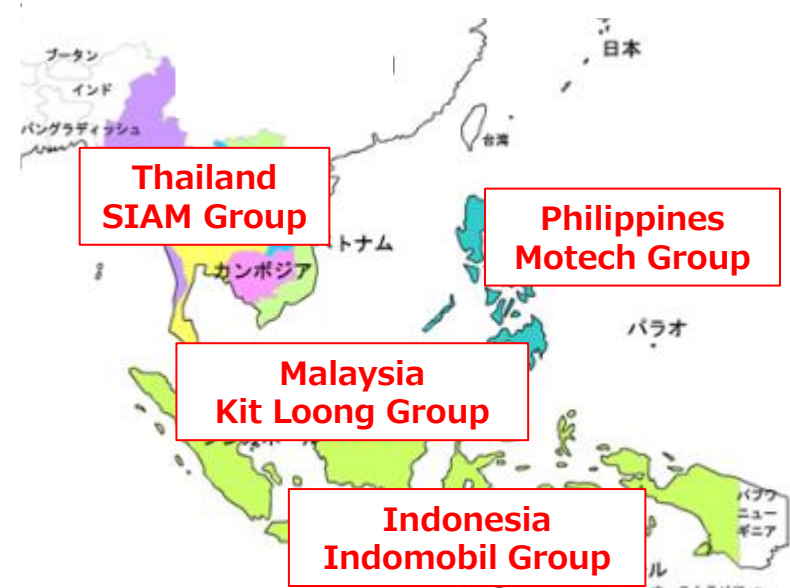 ブータン
日本
インド
バングラディッシュ
台湾
Thailand
SIAM Group
Philippines
Motech Group
トナム
カンボジア
パラオ
Malaysia
Kit Loong Group
Indonesia
Indomobil Group
パプワ
ニュー
ギニア
ル